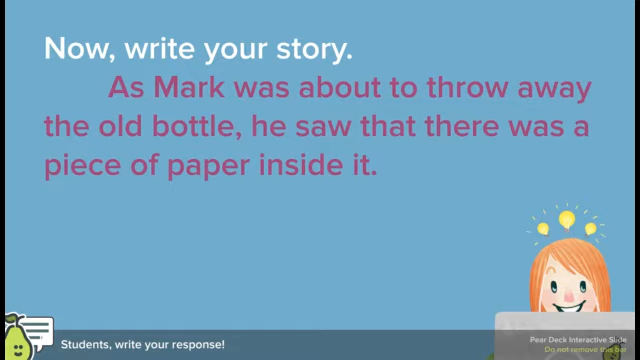 Now, write your story.
As Mark was about to throw away
the old bottle, he saw that there was a
piece of paper inside it.
Students, write your response!
Pear Deck Interactive Slide
Do not remove this bar